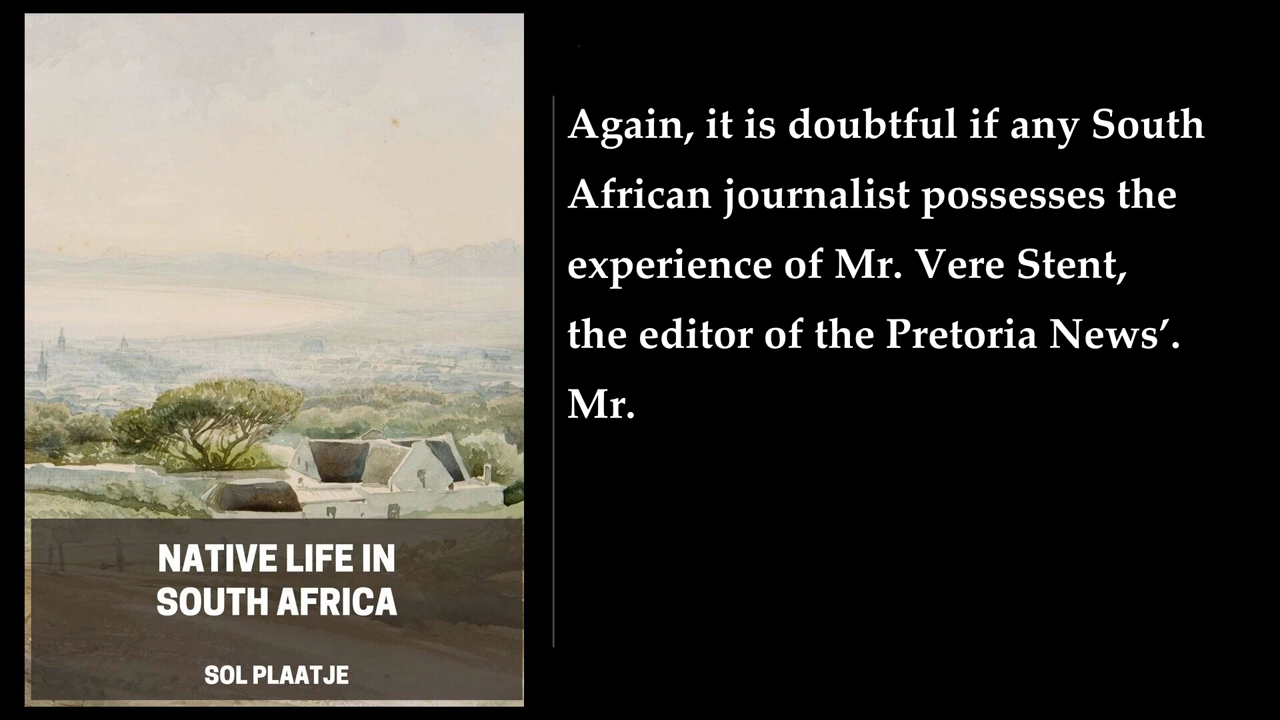 Again, it is doubtful if any South
African journalist possesses the
experience of Mr. Vere Stent,
the editor of the Pretoria News’.
Mr.
NATIVE LIFE IN
SOUTH AFRICA
SOL PLAATJE